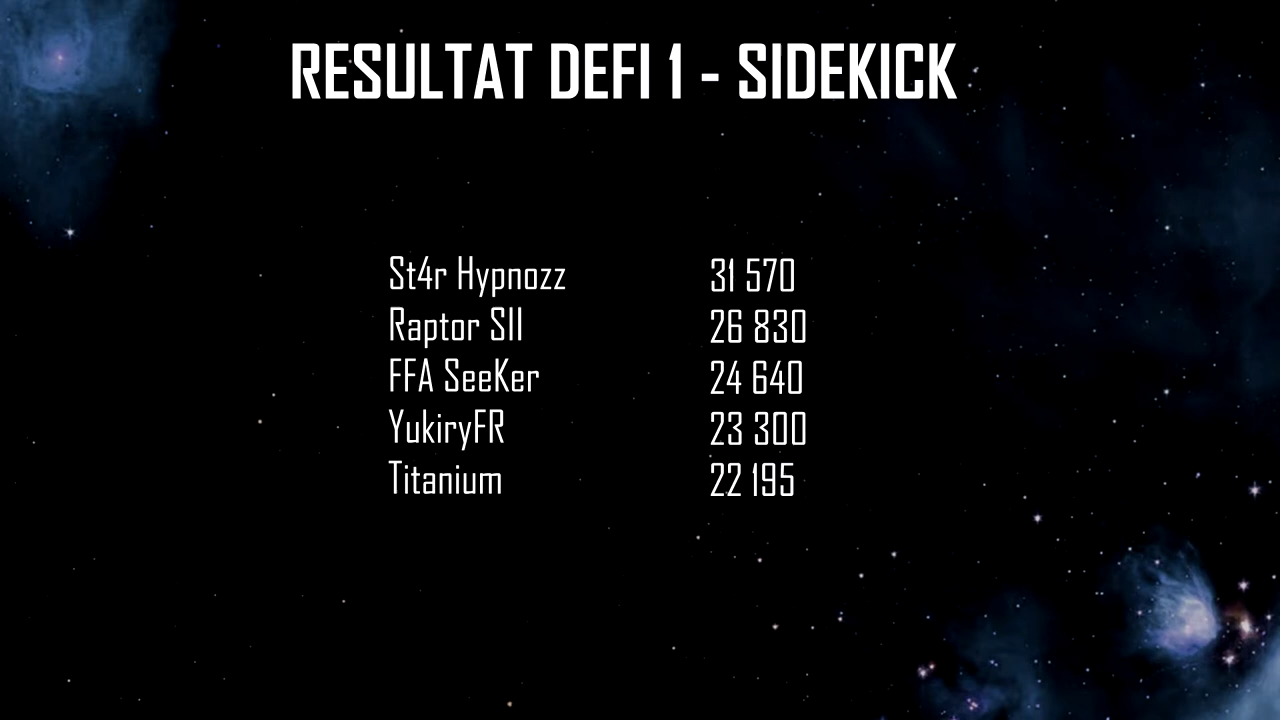 RESULTAT DEFI 1 - SIDEKICK
St4r Hypnozz 31 570
Raptor SII 26 830
FFA SeeKer 24 640
YukiryFR 23 300
Titanium 22 195